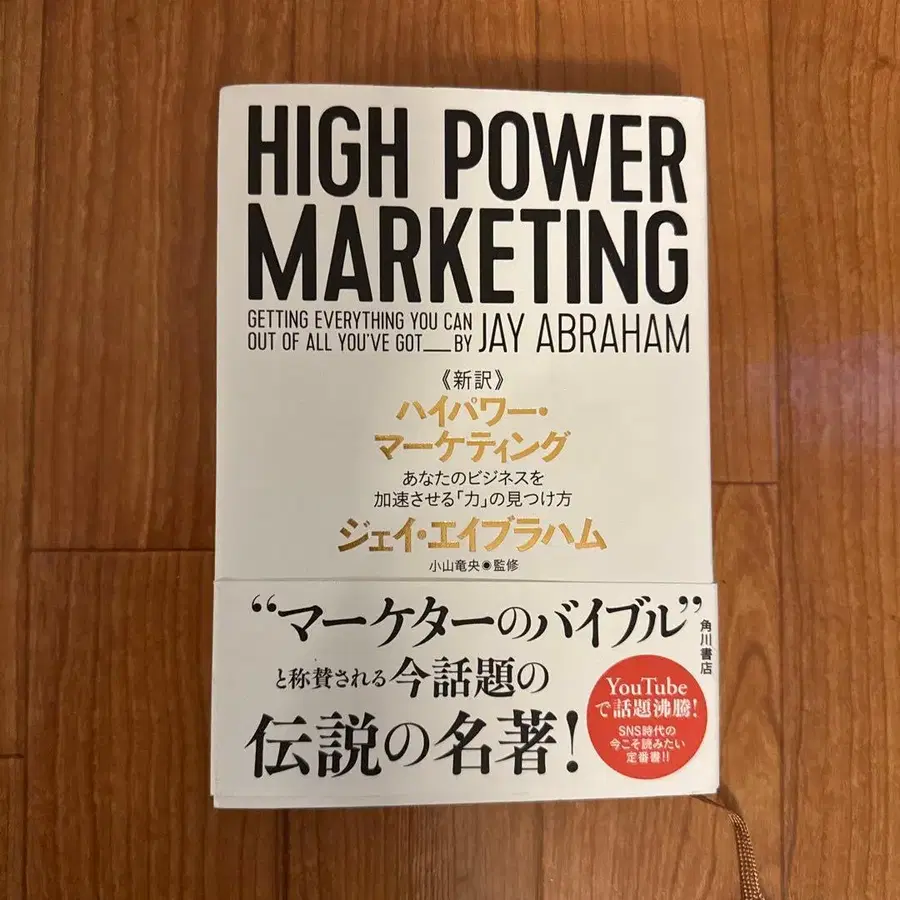 HIGH POWER
MARKETING
GETTING EVERYTHING YOU CAN
OUT OF ALL YOU'VE GOT__BY JAY ABRAHAM
《新訳》
ハイパワー・
マーケティング
あなたのビジネスを
加速させる「力」の見つけ方
ジェイ・エイブラハム
小山竜央◉監修
“マーケターのバイブル”
と称賛される今話題の
伝説の名著!
角川書店
YouTube
で話題沸騰!
SNS時代の
今こそ読みたい
定番書!!